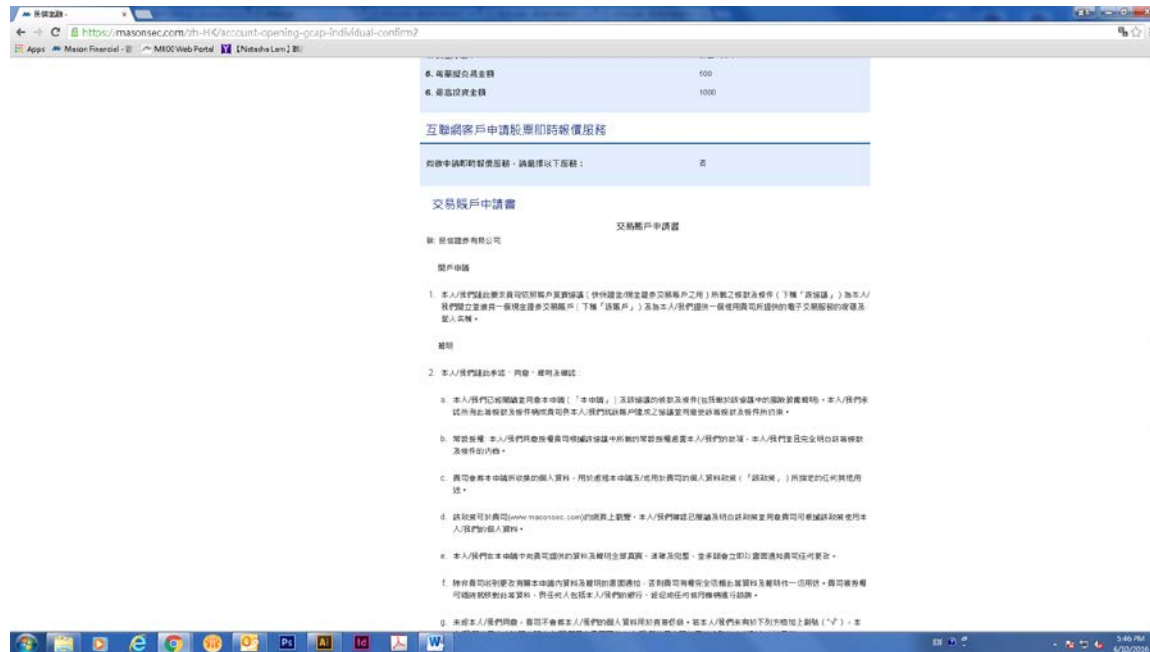 民信金融 -
https://masonsec.com/zh-HK/account-opening-gcap-individual-confirm2
Apps Mason Financial - M800 Web Portal 【Natasha Lam】
6. 每單擬交易金額 500
6. 最高投資金額 1000
互聯網客戶申請股票即時報價服務
如欲申請即時報價服務，請選擇以下服務： 否
交易賬戶申請書
交易賬戶申請書
致: 民信證券有限公司
開戶申請
1. 本人/我們謹此要求貴司依照賬戶買賣協議（供保證金/現金證券交易賬戶之用）所載之條款及條件（下稱「該協議」）為本人/
我們開立並維持一個現金證券交易賬戶（下稱「該賬戶」）及為本人/我們提供一個使用貴司所提供的電子交易服務的密碼及
登入名稱。
聲明
2. 本人/我們謹此承認、同意、聲明及確認:
a. 本人/我們已經閱讀並同意本申請（「本申請」）及該協議的條款及條件(包括載於該協議中的風險披露聲明)。本人/我們承
認所有此等條款及條件構成貴司與本人/我們就該賬戶達成之協議並同意受該等條款及條件所約束。
b. 常設授權: 本人/我們同意授權貴司根據該協議中所載的常設授權處置本人/我們的款項。本人/我們並且完全明白該等條款
及條件的內容。
c. 貴司會將本申請所收集的個人資料，用於處理本申請及/或用於貴司的個人資料政策（「該政策」）所指定的任何其他用
途。
d. 該政策可於貴司(www.masonsec.com)的網頁上觀覽。本人/我們確認已閱讀及明白該政策並同意貴司可根據該政策使用本
人/我們的個人資料。
e. 本人/我們在本申請中向貴司提供的資料及聲明全部真實、準確及完整，並承諾會立即以書面通知貴司任何更改。
f. 除非貴司收到更改有關本申請內資料及聲明的書面通知，否則貴司有權完全依賴此等資料及聲明作一切用途。貴司獲授權
可隨時就核對此等資料，與任何人包括本人/我們的銀行、經紀或任何信用機構進行諮詢。
g. 未經本人/我們同意，貴司不會將本人/我們的個人資料用於直接促銷。若本人/我們未有於下列方格加上剔號（"√"），本
EN
5:46 PM
6/10/2016